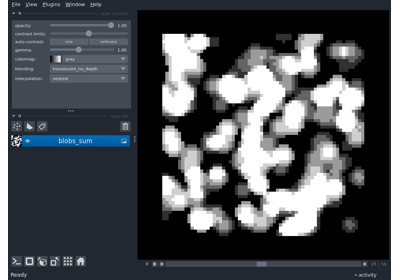 File View Plugins Window Help
opacity: 1.00
contrast limits:
auto-contrast: once continuous
gamma: 1.00
colormap: gray
blending: translucent_no_depth
interpolation: nearest
blobs_sum
Ready
activity